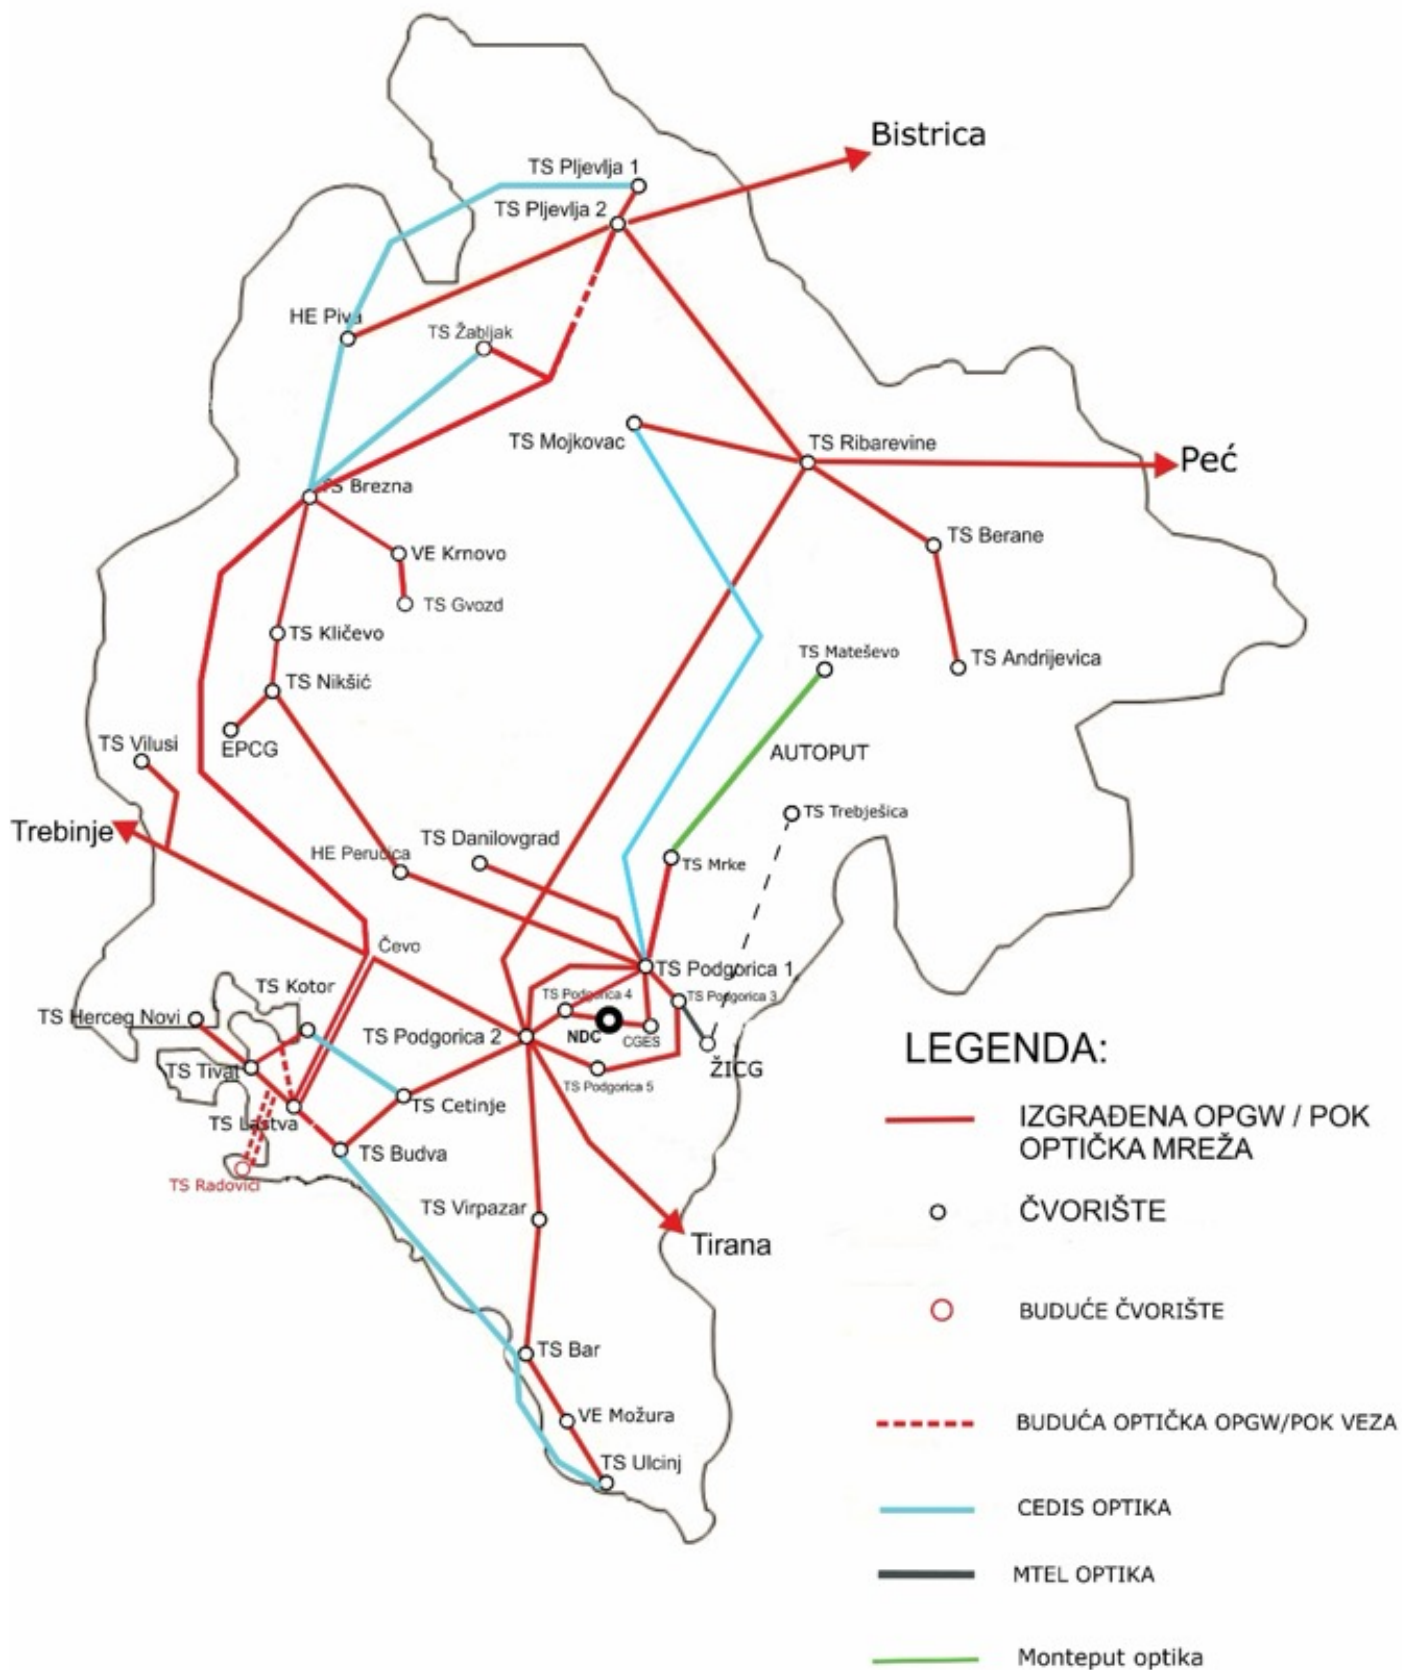 Bistrica
TS Pljevlja 1
TS Pljevlja 2
HE Piva
TS Žabljak
TS Mojkovac
TS Ribarevine
Peć
TS Brezna
TS Berane
VE Krnovo
TS Gvozd
TS Kličevo
TS Mateševo
TS Andrijevica
TS Nikšić
EPCG
TS Vilusi
AUTOPUT
TS Trebješica
Trebinje
TS Danilovgrad
HE Perućica
TS Mrke
Čevo
TS Podgorica 1
TS Kotor
TS Podgorica 4
TS Podgorica 3
TS Herceg Novi
TS Podgorica 2
NDC
CGES
ŽICG
TS Tivat
TS Podgorica 5
TS Cetinje
TS Lastva
TS Budva
TS Radovići
TS Virpazar
Tirana
TS Bar
VE Možura
TS Ulcinj
LEGENDA:
IZGRAĐENA OPGW / POK
OPTIČKA MREŽA
ČVORIŠTE
BUDUĆE ČVORIŠTE
BUDUĆA OPTIČKA OPGW/POK VEZA
CEDIS OPTIKA
MTEL OPTIKA
Monteput optika